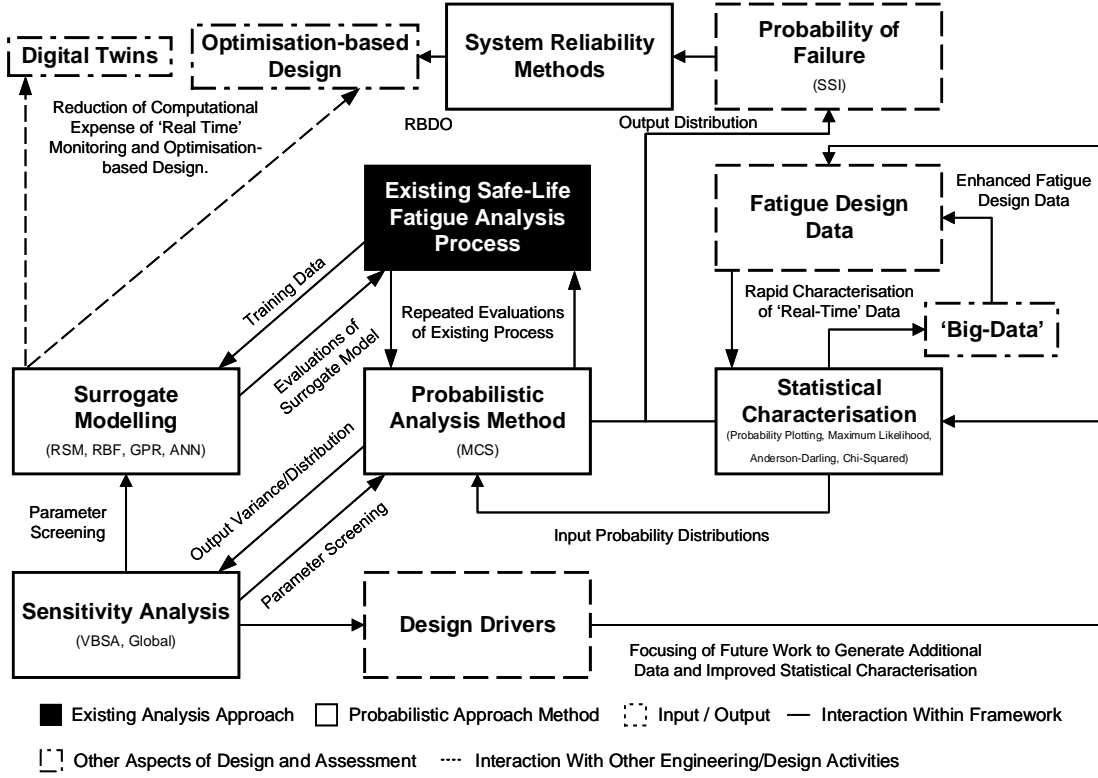 Digital Twins
Optimisation-based
Design
System Reliability
Methods
Probability of
Failure
(SSI)
Reduction of Computational
Expense of ‘Real Time’
Monitoring and Optimisation-
based Design.
RBDO
Output Distribution
Existing Safe-Life
Fatigue Analysis
Process
Fatigue Design
Data
Enhanced Fatigue
Design Data
Training Data
Evaluations of
Surrogate Model
Repeated Evaluations
of Existing Process
Rapid Characterisation
of ‘Real-Time’ Data
‘Big-Data’
Surrogate
Modelling
(RSM, RBF, GPR, ANN)
Probabilistic
Analysis Method
(MCS)
Statistical
Characterisation
(Probability Plotting, Maximum Likelihood,
Anderson-Darling, Chi-Squared)
Parameter
Screening
Output Variance/Distribution
Parameter Screening
Input Probability Distributions
Sensitivity Analysis
(VBSA, Global)
Design Drivers
Focusing of Future Work to Generate Additional
Data and Improved Statistical Characterisation
Existing Analysis Approach
Probabilistic Approach Method
Input / Output
Interaction Within Framework
Other Aspects of Design and Assessment
Interaction With Other Engineering/Design Activities